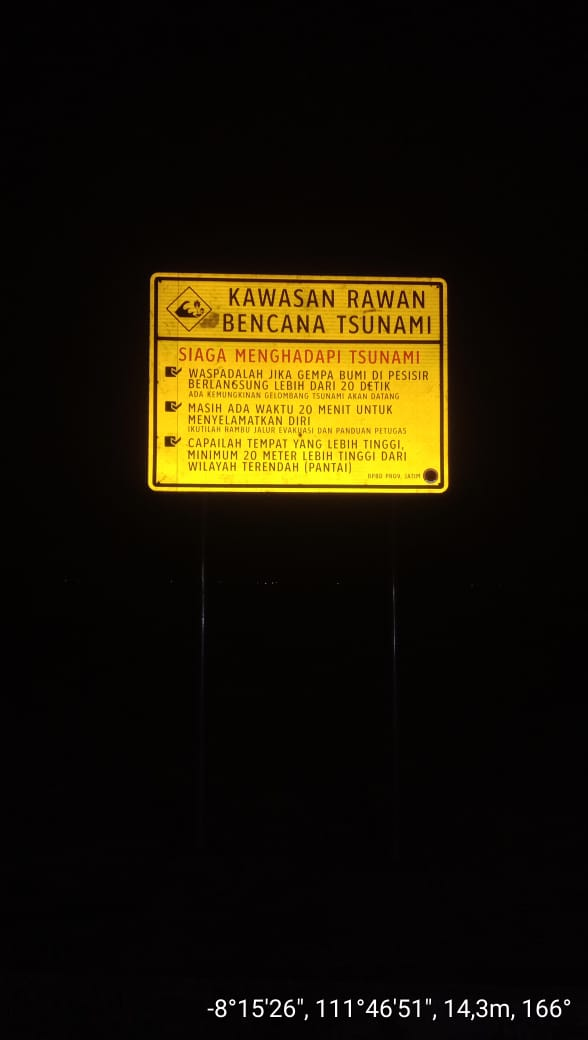 KAWASAN RAWAN
BENCANA TSUNAMI
SIAGA MENGHADAPI TSUNAMI
WASPADALAH JIKA GEMPA BUMI DI PESISIR
BERLANGSUNG LEBIH DARI 20 DETIK
ADA KEMUNGKINAN GELOMBANG TSUNAMI AKAN DATANG
MASIH ADA WAKTU 20 MENIT UNTUK
MENYELAMATKAN DIRI
IKUTILAH RAMBU JALUR EVAKUASI DAN PANDUAN PETUGAS
CAPAILAH TEMPAT YANG LEBIH TINGGI,
MINIMUM 20 METER LEBIH TINGGI DARI
WILAYAH TERENDAH (PANTAI)
BPBD PROV. JATIM
-8°15'26", 111°46'51", 14,3m, 166°